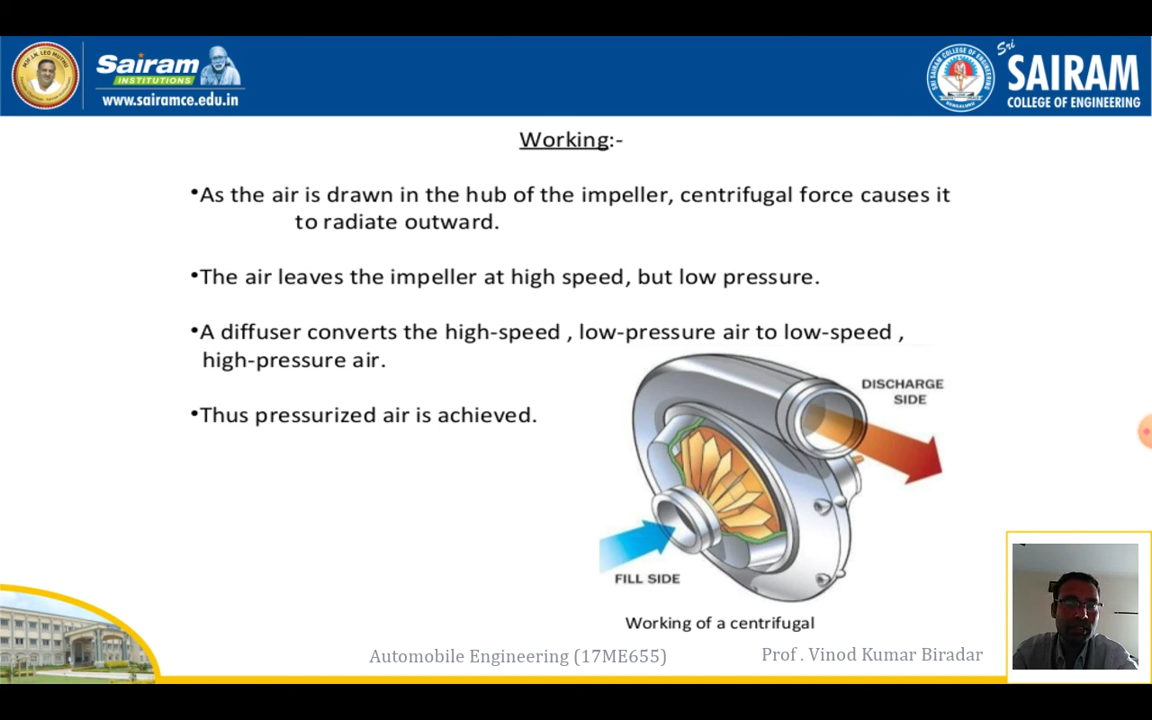 Sairam
INSTITUTIONS
www.sairamce.edu.in
Sri
SAIRAM
COLLEGE OF ENGINEERING
Working:-
•As the air is drawn in the hub of the impeller, centrifugal force causes it
to radiate outward.
•The air leaves the impeller at high speed, but low pressure.
•A diffuser converts the high-speed , low-pressure air to low-speed ,
high-pressure air.
•Thus pressurized air is achieved.
DISCHARGE
SIDE
FILL SIDE
Working of a centrifugal
Automobile Engineering (17ME655)
Prof . Vinod Kumar Biradar